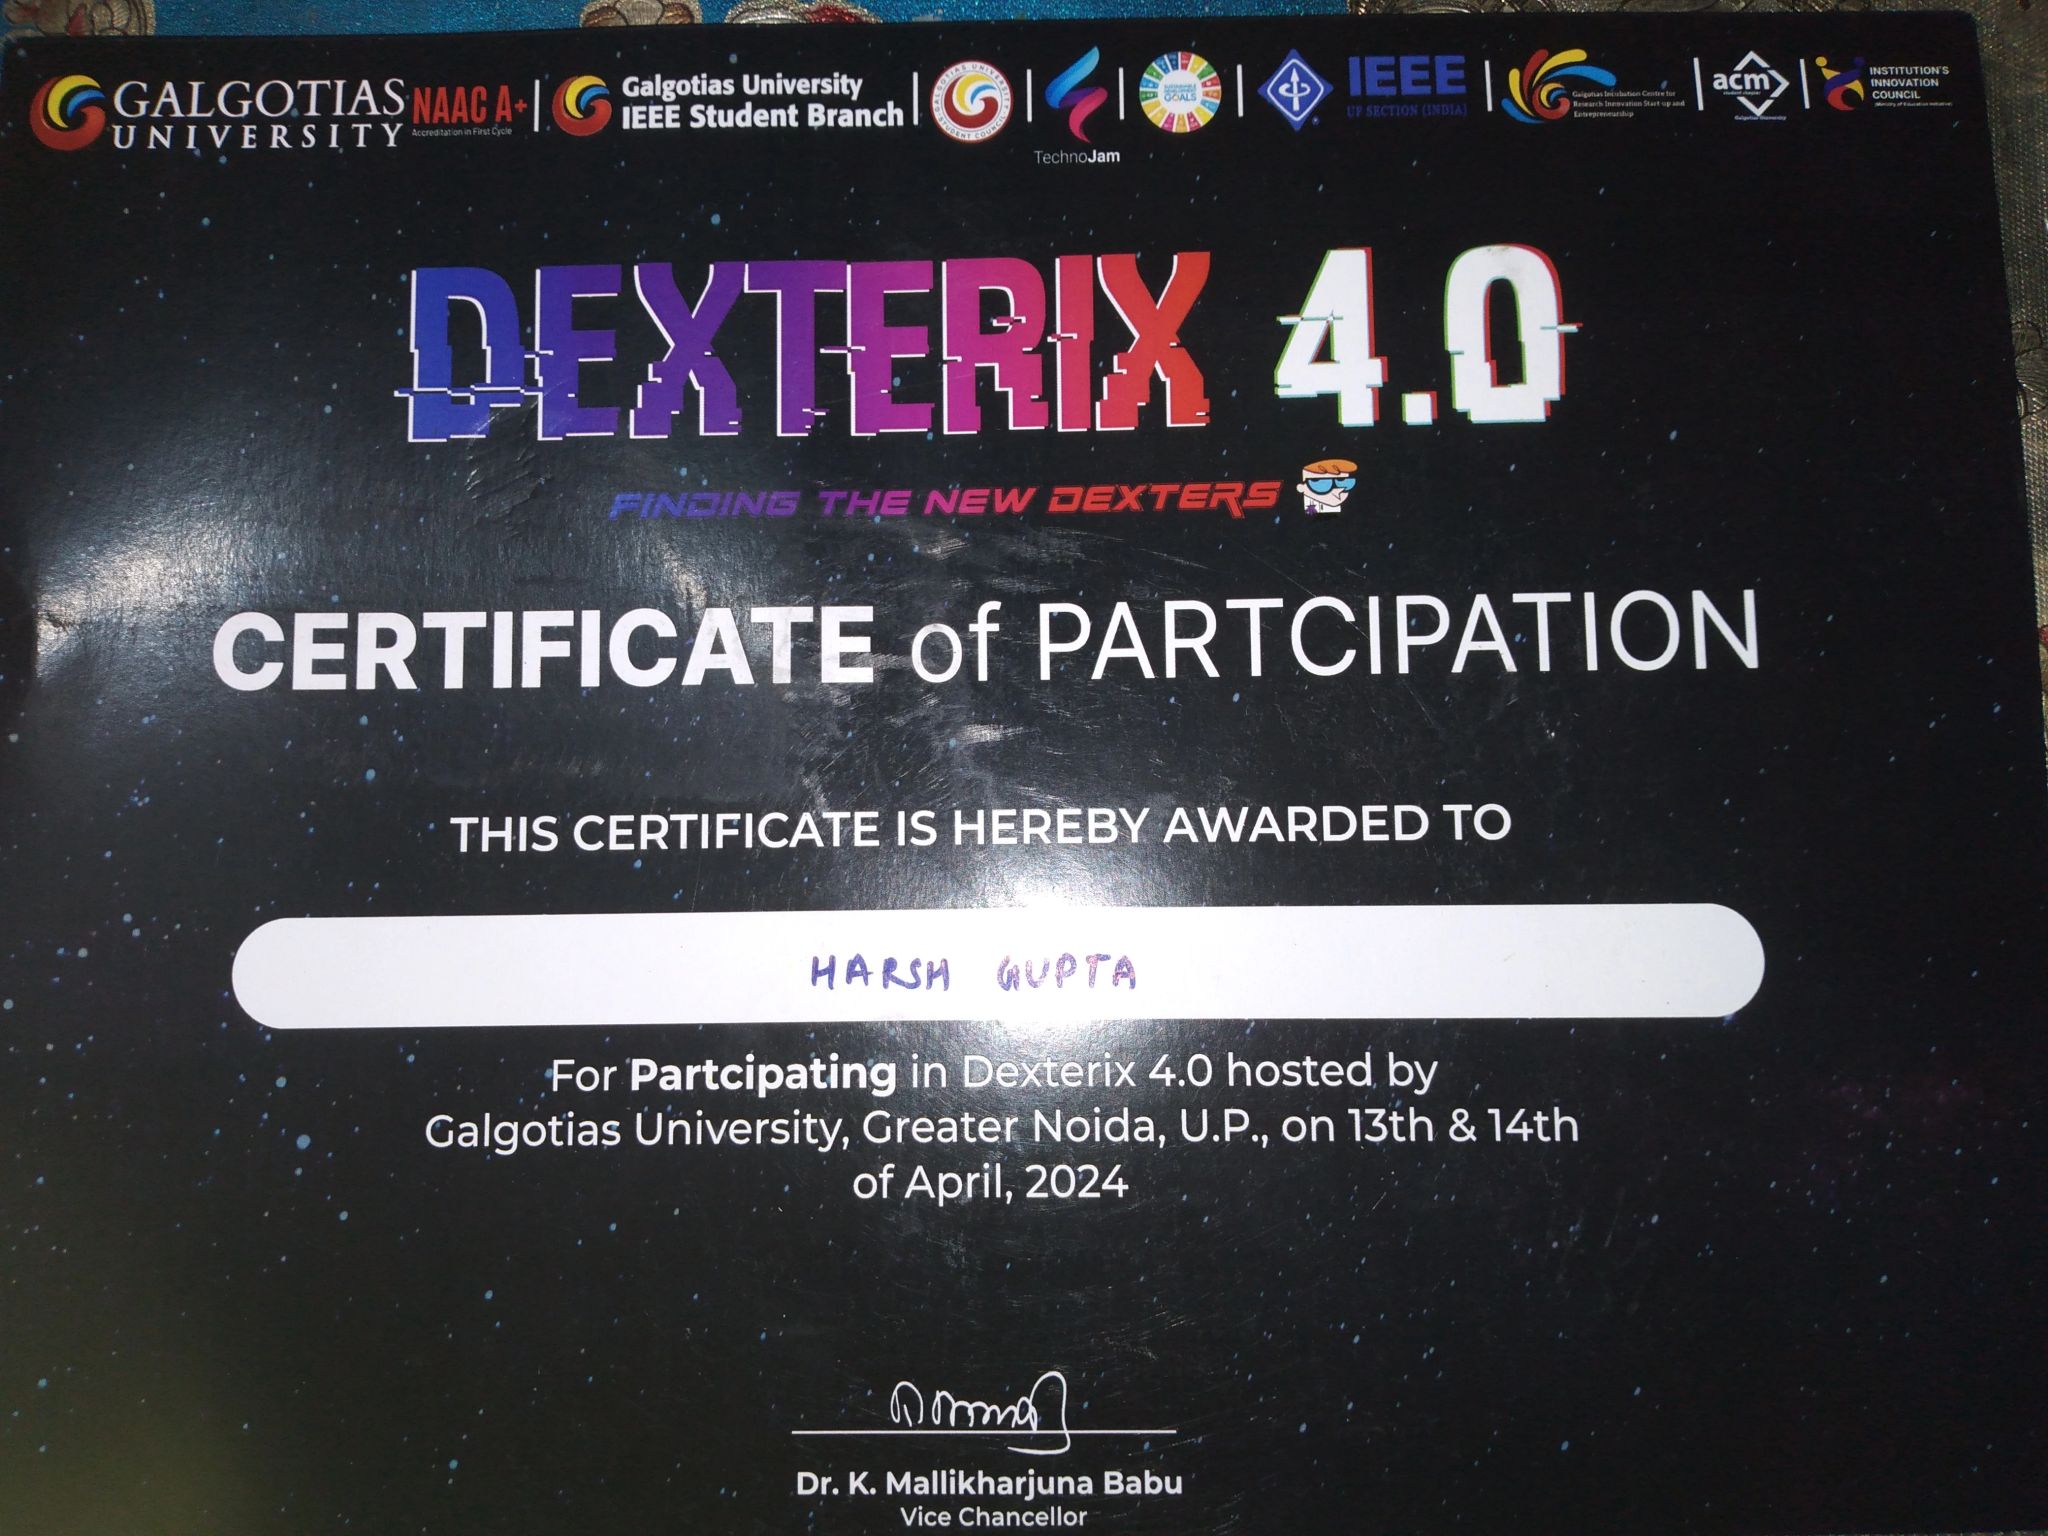 GALGOTIAS
UNIVERSITY
NAAC A+
Accreditation in First Cycle
Galgotias University
IEEE Student Branch
GALGOTIAS UNIVERSITY
STUDENT COUNCIL
TechnoJam
SUSTAINABLE
DEVELOPMENT
GOALS
IEEE
UP SECTION (INDIA)
Galgotias Incubation Centre for
Research Innovation Start-up and
Entrepreneurship
acm
student chapter
Galgotias University
INSTITUTION'S
INNOVATION
COUNCIL
(Ministry of Education Initiative)
DEXTERIX 4.0
FINDING THE NEW DEXTERS
CERTIFICATE of PARTCIPATION
THIS CERTIFICATE IS HEREBY AWARDED TO
HARSH GUPTA
For Partcipating in Dexterix 4.0 hosted by
Galgotias University, Greater Noida, U.P., on 13th & 14th
of April, 2024
Dr. K. Mallikharjuna Babu
Vice Chancellor